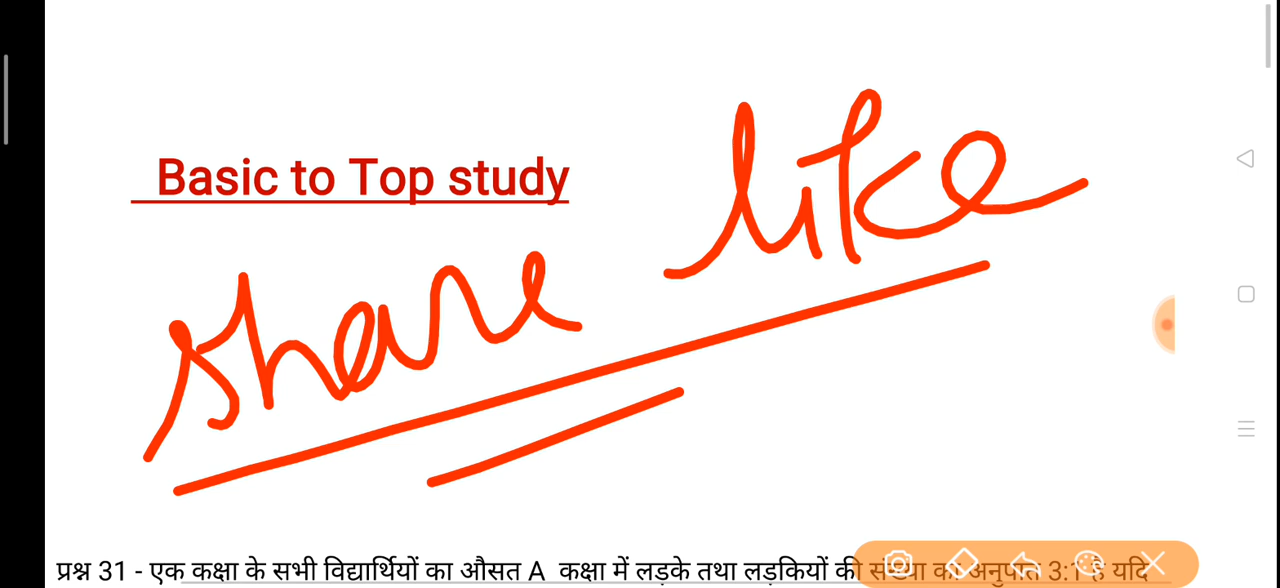 Basic to Top study
like
share
प्रश्न 31 - एक कक्षा के सभी विद्यार्थियों का औसत A कक्षा में लड़के तथा लड़कियों की संख्या का अनुपात 3:1 है यदि